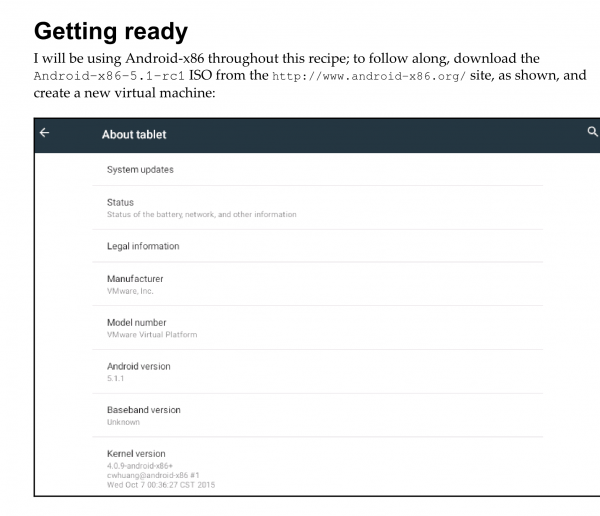 Getting ready
I will be using Android-x86 throughout this recipe; to follow along, download the
Android-x86-5.1-rc1 ISO from the http://www.android-x86.org/ site, as shown, and
create a new virtual machine:
About tablet
System updates
Status
Status of the battery, network, and other information
Legal information
Manufacturer
VMware, Inc.
Model number
VMware Virtual Platform
Android version
5.1.1
Baseband version
Unknown
Kernel version
4.0.9-android-x86+
cwhuang@android-x86 #1
Wed Oct 7 00:36:27 CST 2015